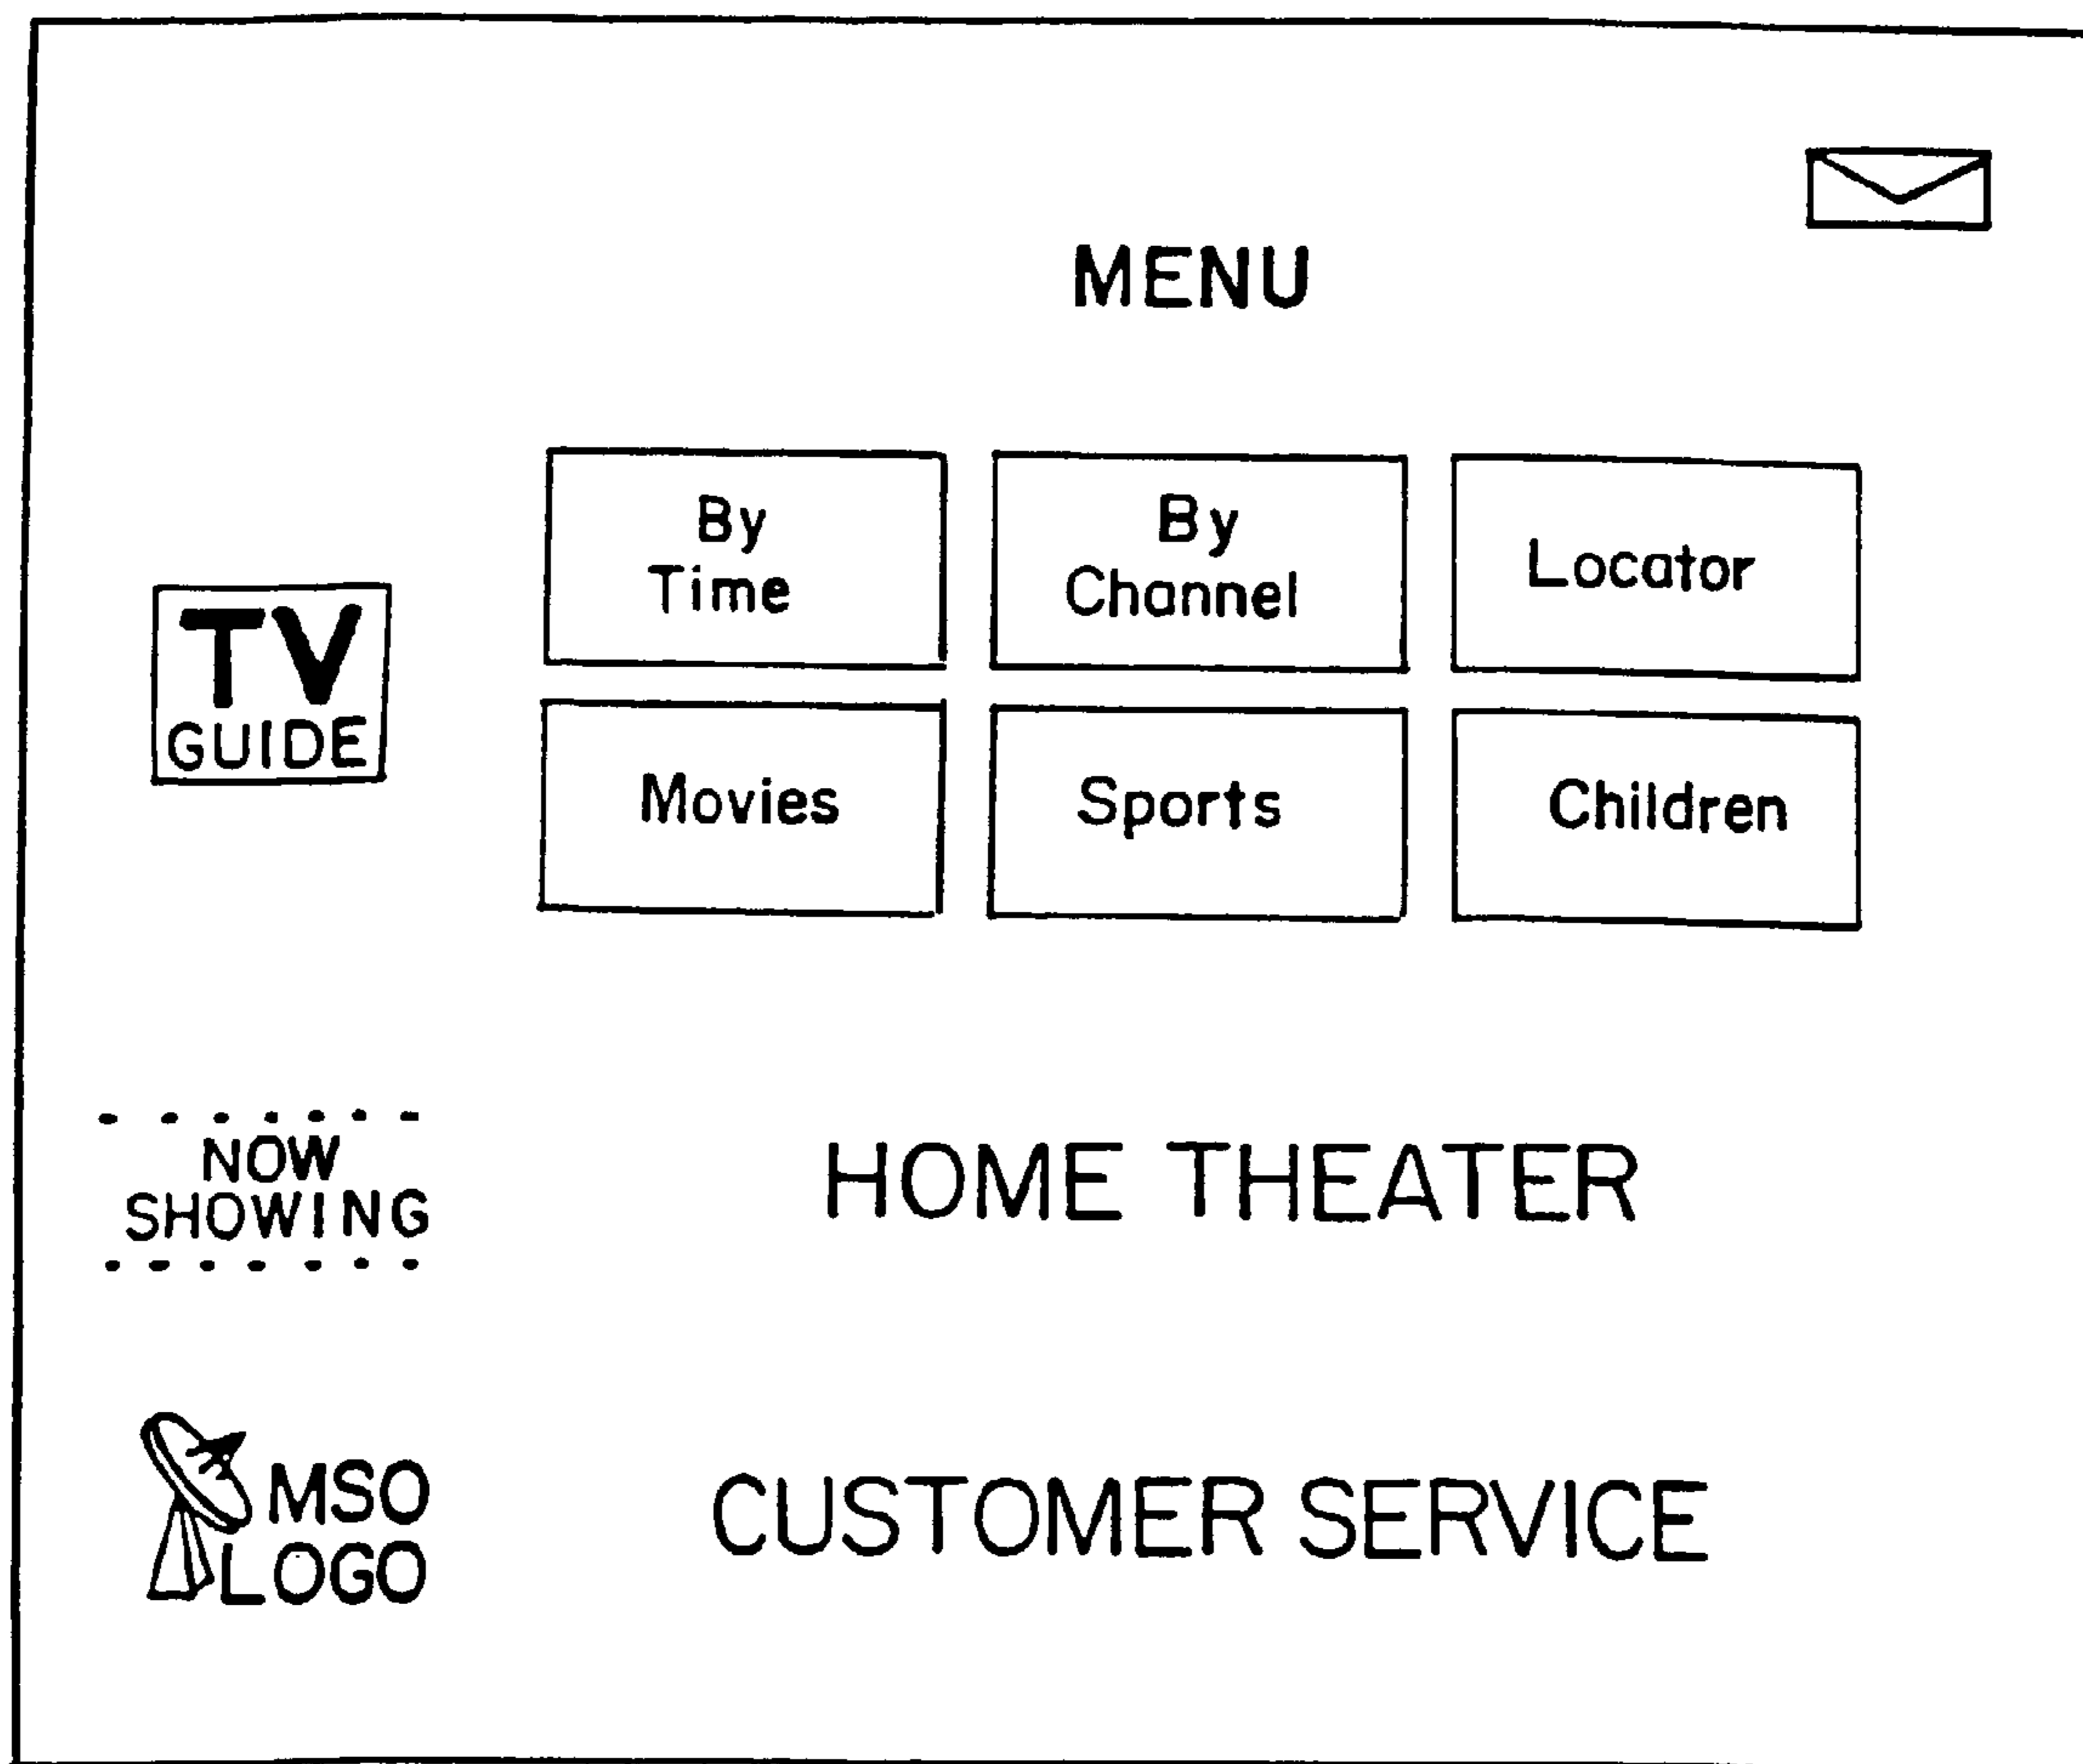 MENU
By
Time
By
Channel
Locator
TV
GUIDE
Movies
Sports
Children
NOW
SHOWING
HOME THEATER
MSO
LOGO
CUSTOMER SERVICE